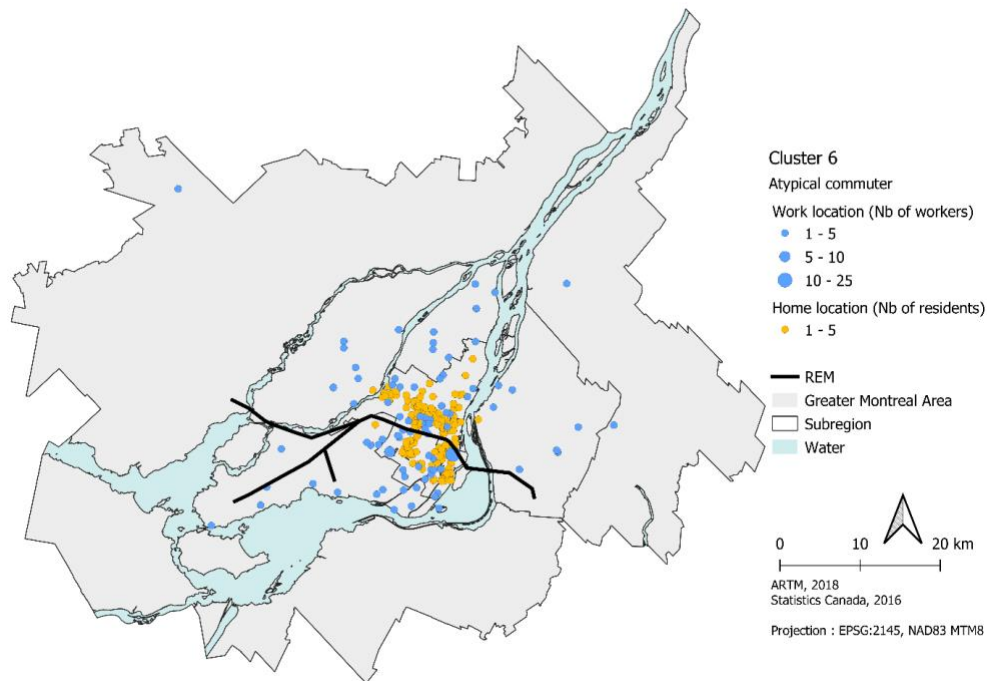 Cluster 6
Atypical commuter
Work location (Nb of workers)
1 - 5
5 - 10
10 - 25
Home location (Nb of residents)
1 - 5
REM
Greater Montreal Area
Subregion
Water
0 10 20 km
ARTM, 2018
Statistics Canada, 2016
Projection : EPSG:2145, NAD83 MTM8